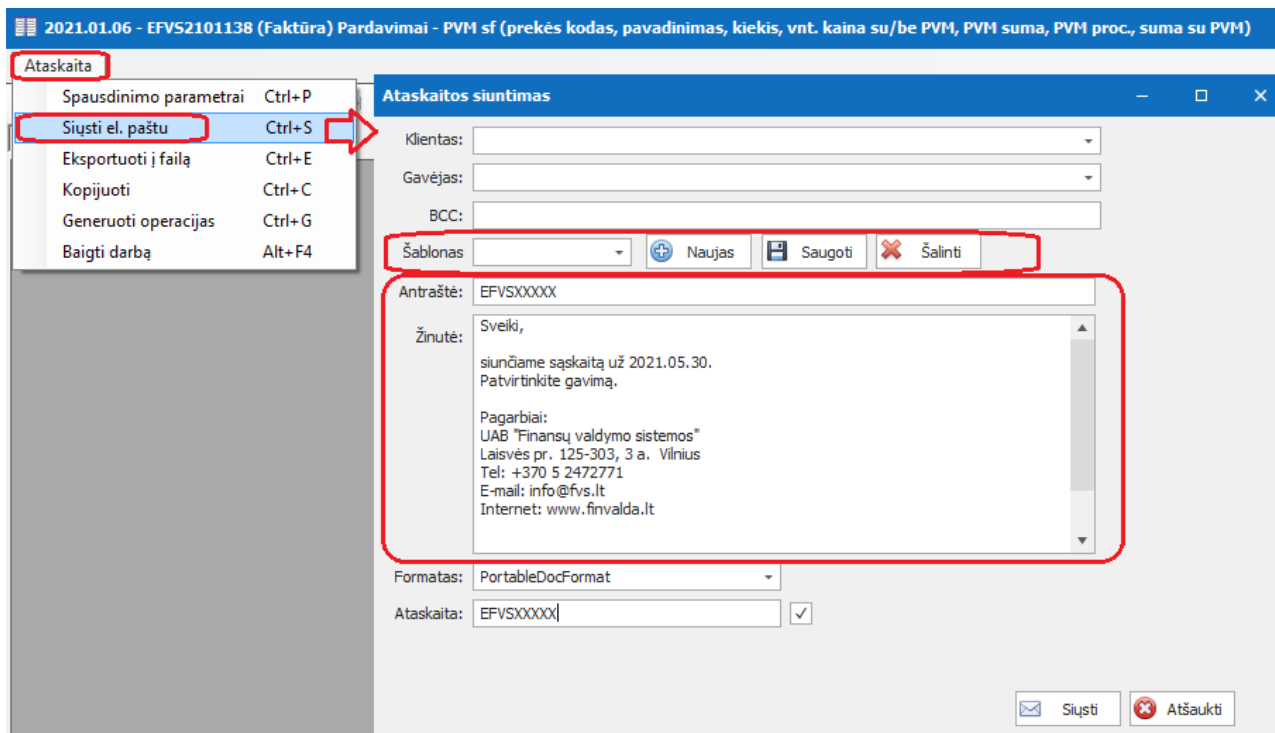 2021.01.06 - EFVS2101138 (Faktūra) Pardavimai - PVM sf (prekės kodas, pavadinimas, kiekis, vnt. kaina su/be PVM, PVM suma, PVM proc., suma su PVM)
Ataskaita
Spausdinimo parametrai Ctrl+P
Siųsti el. paštu Ctrl+S
Eksportuoti į failą Ctrl+E
Kopijuoti Ctrl+C
Generuoti operacijas Ctrl+G
Baigti darbą Alt+F4
Ataskaitos siuntimas
Klientas:
Gavėjas:
BCC:
Šablonas Naujas Saugoti Šalinti
Antraštė: EFVSXXXXX
Žinutė:
Sveiki,
siunčiame sąskaitą už 2021.05.30.
Patvirtinkite gavimą.
Pagarbiai:
UAB "Finansų valdymo sistemos"
Laisvės pr. 125-303, 3 a. Vilnius
Tel: +370 5 2472771
E-mail: info@fvs.lt
Internet: www.finvalda.lt
Formatas: PortableDocFormat
Ataskaita: EFVSXXXXX
Siųsti Atšaukti